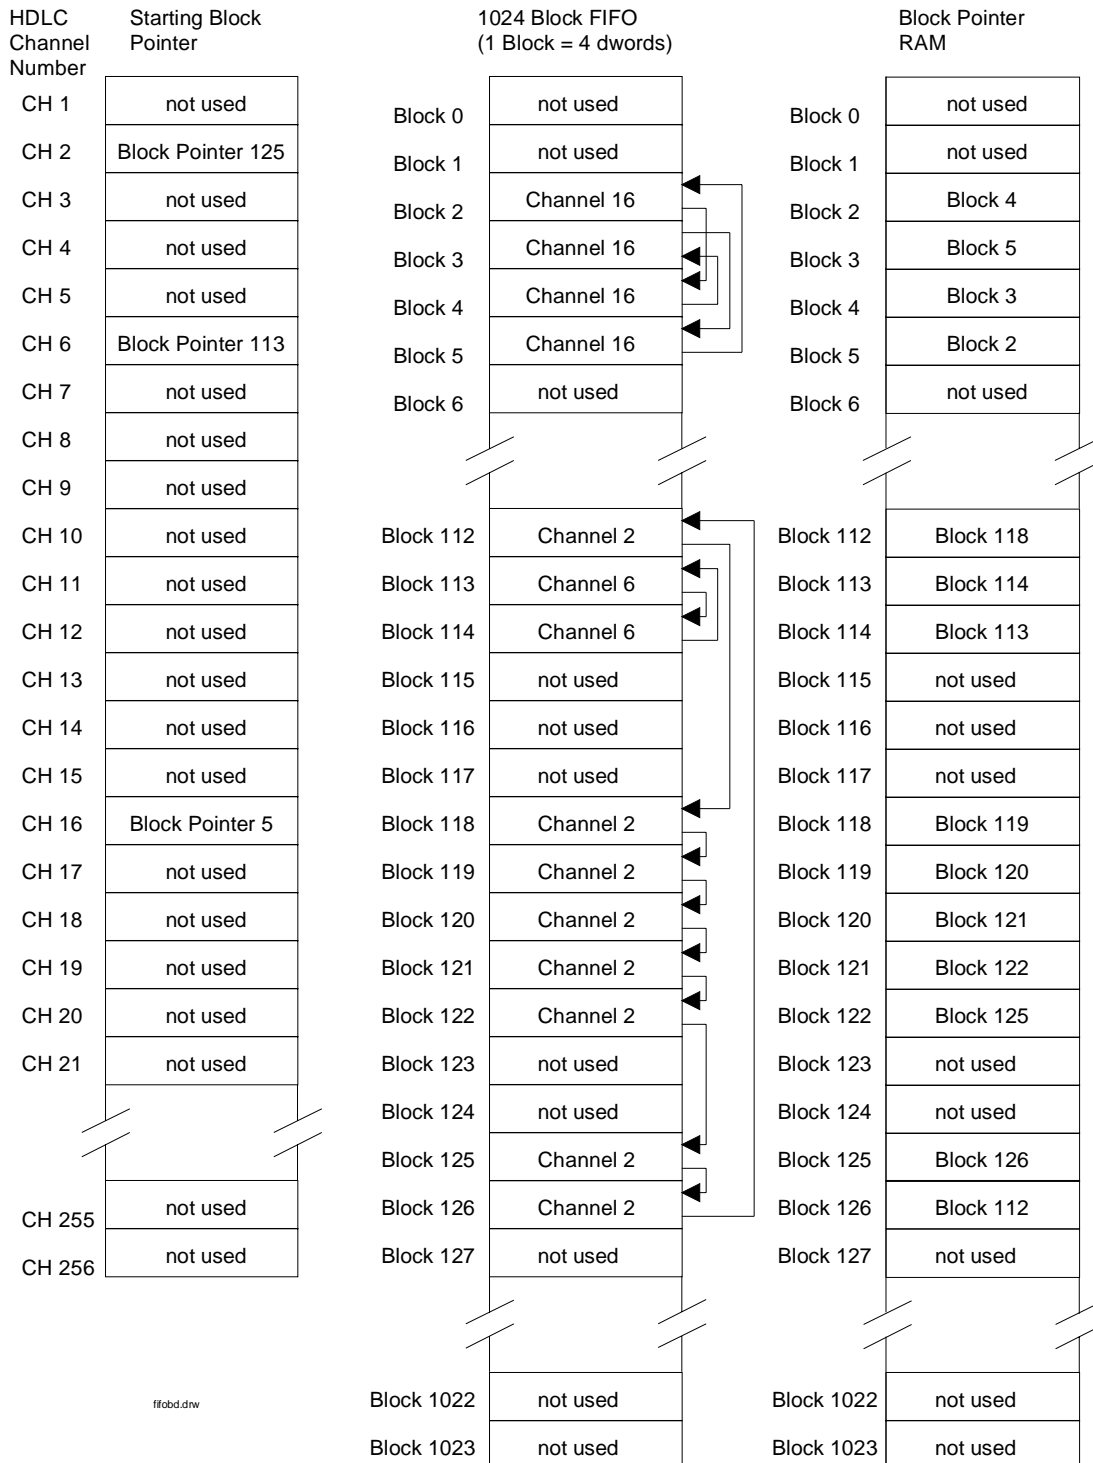 HDLC
Channel
Number
Starting Block
Pointer
1024 Block FIFO
(1 Block = 4 dwords)
Block Pointer
RAM
CH 1
not used
CH 2
Block Pointer 125
CH 3
not used
CH 4
not used
CH 5
not used
CH 6
Block Pointer 113
CH 7
not used
CH 8
not used
CH 9
not used
CH 10
not used
CH 11
not used
CH 12
not used
CH 13
not used
CH 14
not used
CH 15
not used
CH 16
Block Pointer 5
CH 17
not used
CH 18
not used
CH 19
not used
CH 20
not used
CH 21
not used
CH 255
not used
CH 256
not used
Block 0
not used
Block 1
not used
Block 2
Channel 16
Block 3
Channel 16
Block 4
Channel 16
Block 5
Channel 16
Block 6
not used
Block 112
Channel 2
Block 113
Channel 6
Block 114
Channel 6
Block 115
not used
Block 116
not used
Block 117
not used
Block 118
Channel 2
Block 119
Channel 2
Block 120
Channel 2
Block 121
Channel 2
Block 122
Channel 2
Block 123
not used
Block 124
not used
Block 125
Channel 2
Block 126
Channel 2
Block 127
not used
Block 1022
not used
Block 1023
not used
Block 0
not used
Block 1
not used
Block 2
Block 4
Block 3
Block 5
Block 4
Block 3
Block 5
Block 2
Block 6
not used
Block 112
Block 118
Block 113
Block 114
Block 114
Block 113
Block 115
not used
Block 116
not used
Block 117
not used
Block 118
Block 119
Block 119
Block 120
Block 120
Block 121
Block 121
Block 122
Block 122
Block 125
Block 123
not used
Block 124
not used
Block 125
Block 126
Block 126
Block 112
Block 127
not used
Block 1022
not used
Block 1023
not used
fifobd.drw